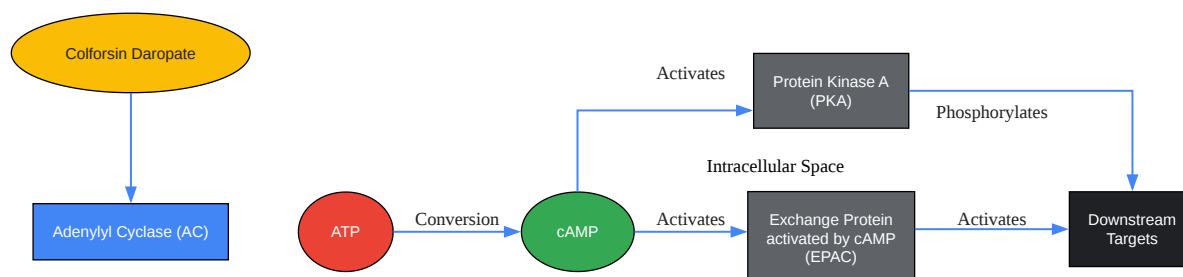 Colforsin Daropate
Activates
Protein Kinase A
(PKA)
Phosphorylates
Intracellular Space
Adenylyl Cyclase (AC)
ATP
Conversion
cAMP
Activates
Exchange Protein
activated by cAMP
(EPAC)
Activates
Downstream
Targets